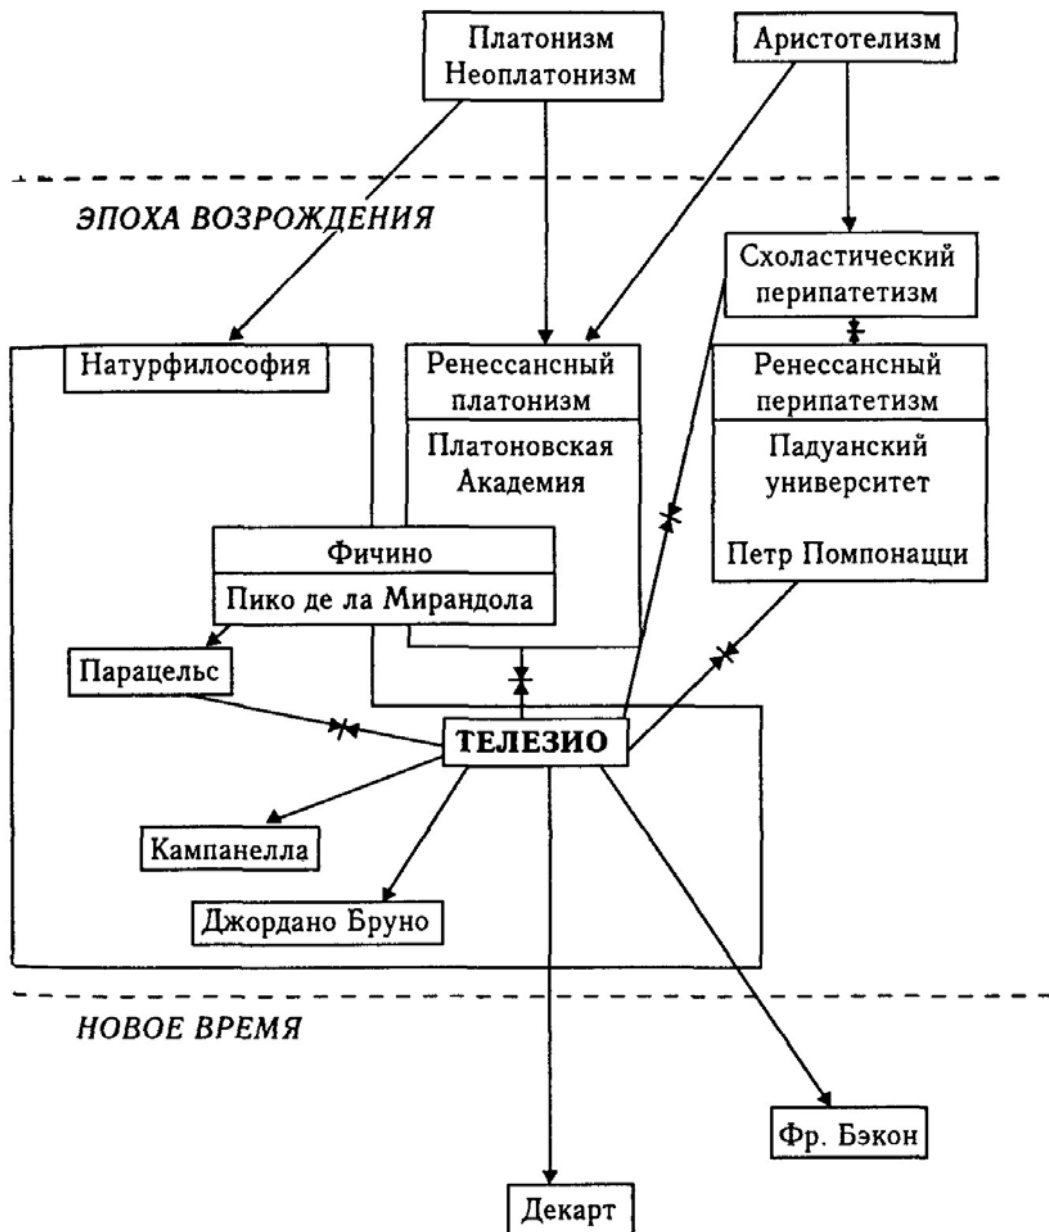 Платонизм
Неоплатонизм
Аристотелизм
ЭПОХА ВОЗРОЖДЕНИЯ
Схоластический
перипатетизм
Натурфилософия
Ренессансный
платонизм
Платоновская
Академия
Ренессансный
перипатетизм
Падуанский
университет
Петр Помпонацци
Фичино
Пико де ла Мирандола
Парацельс
ТЕЛЕЗИО
Кампанелла
Джордано Бруно
НОВОЕ ВРЕМЯ
Фр. Бэкон
Декарт